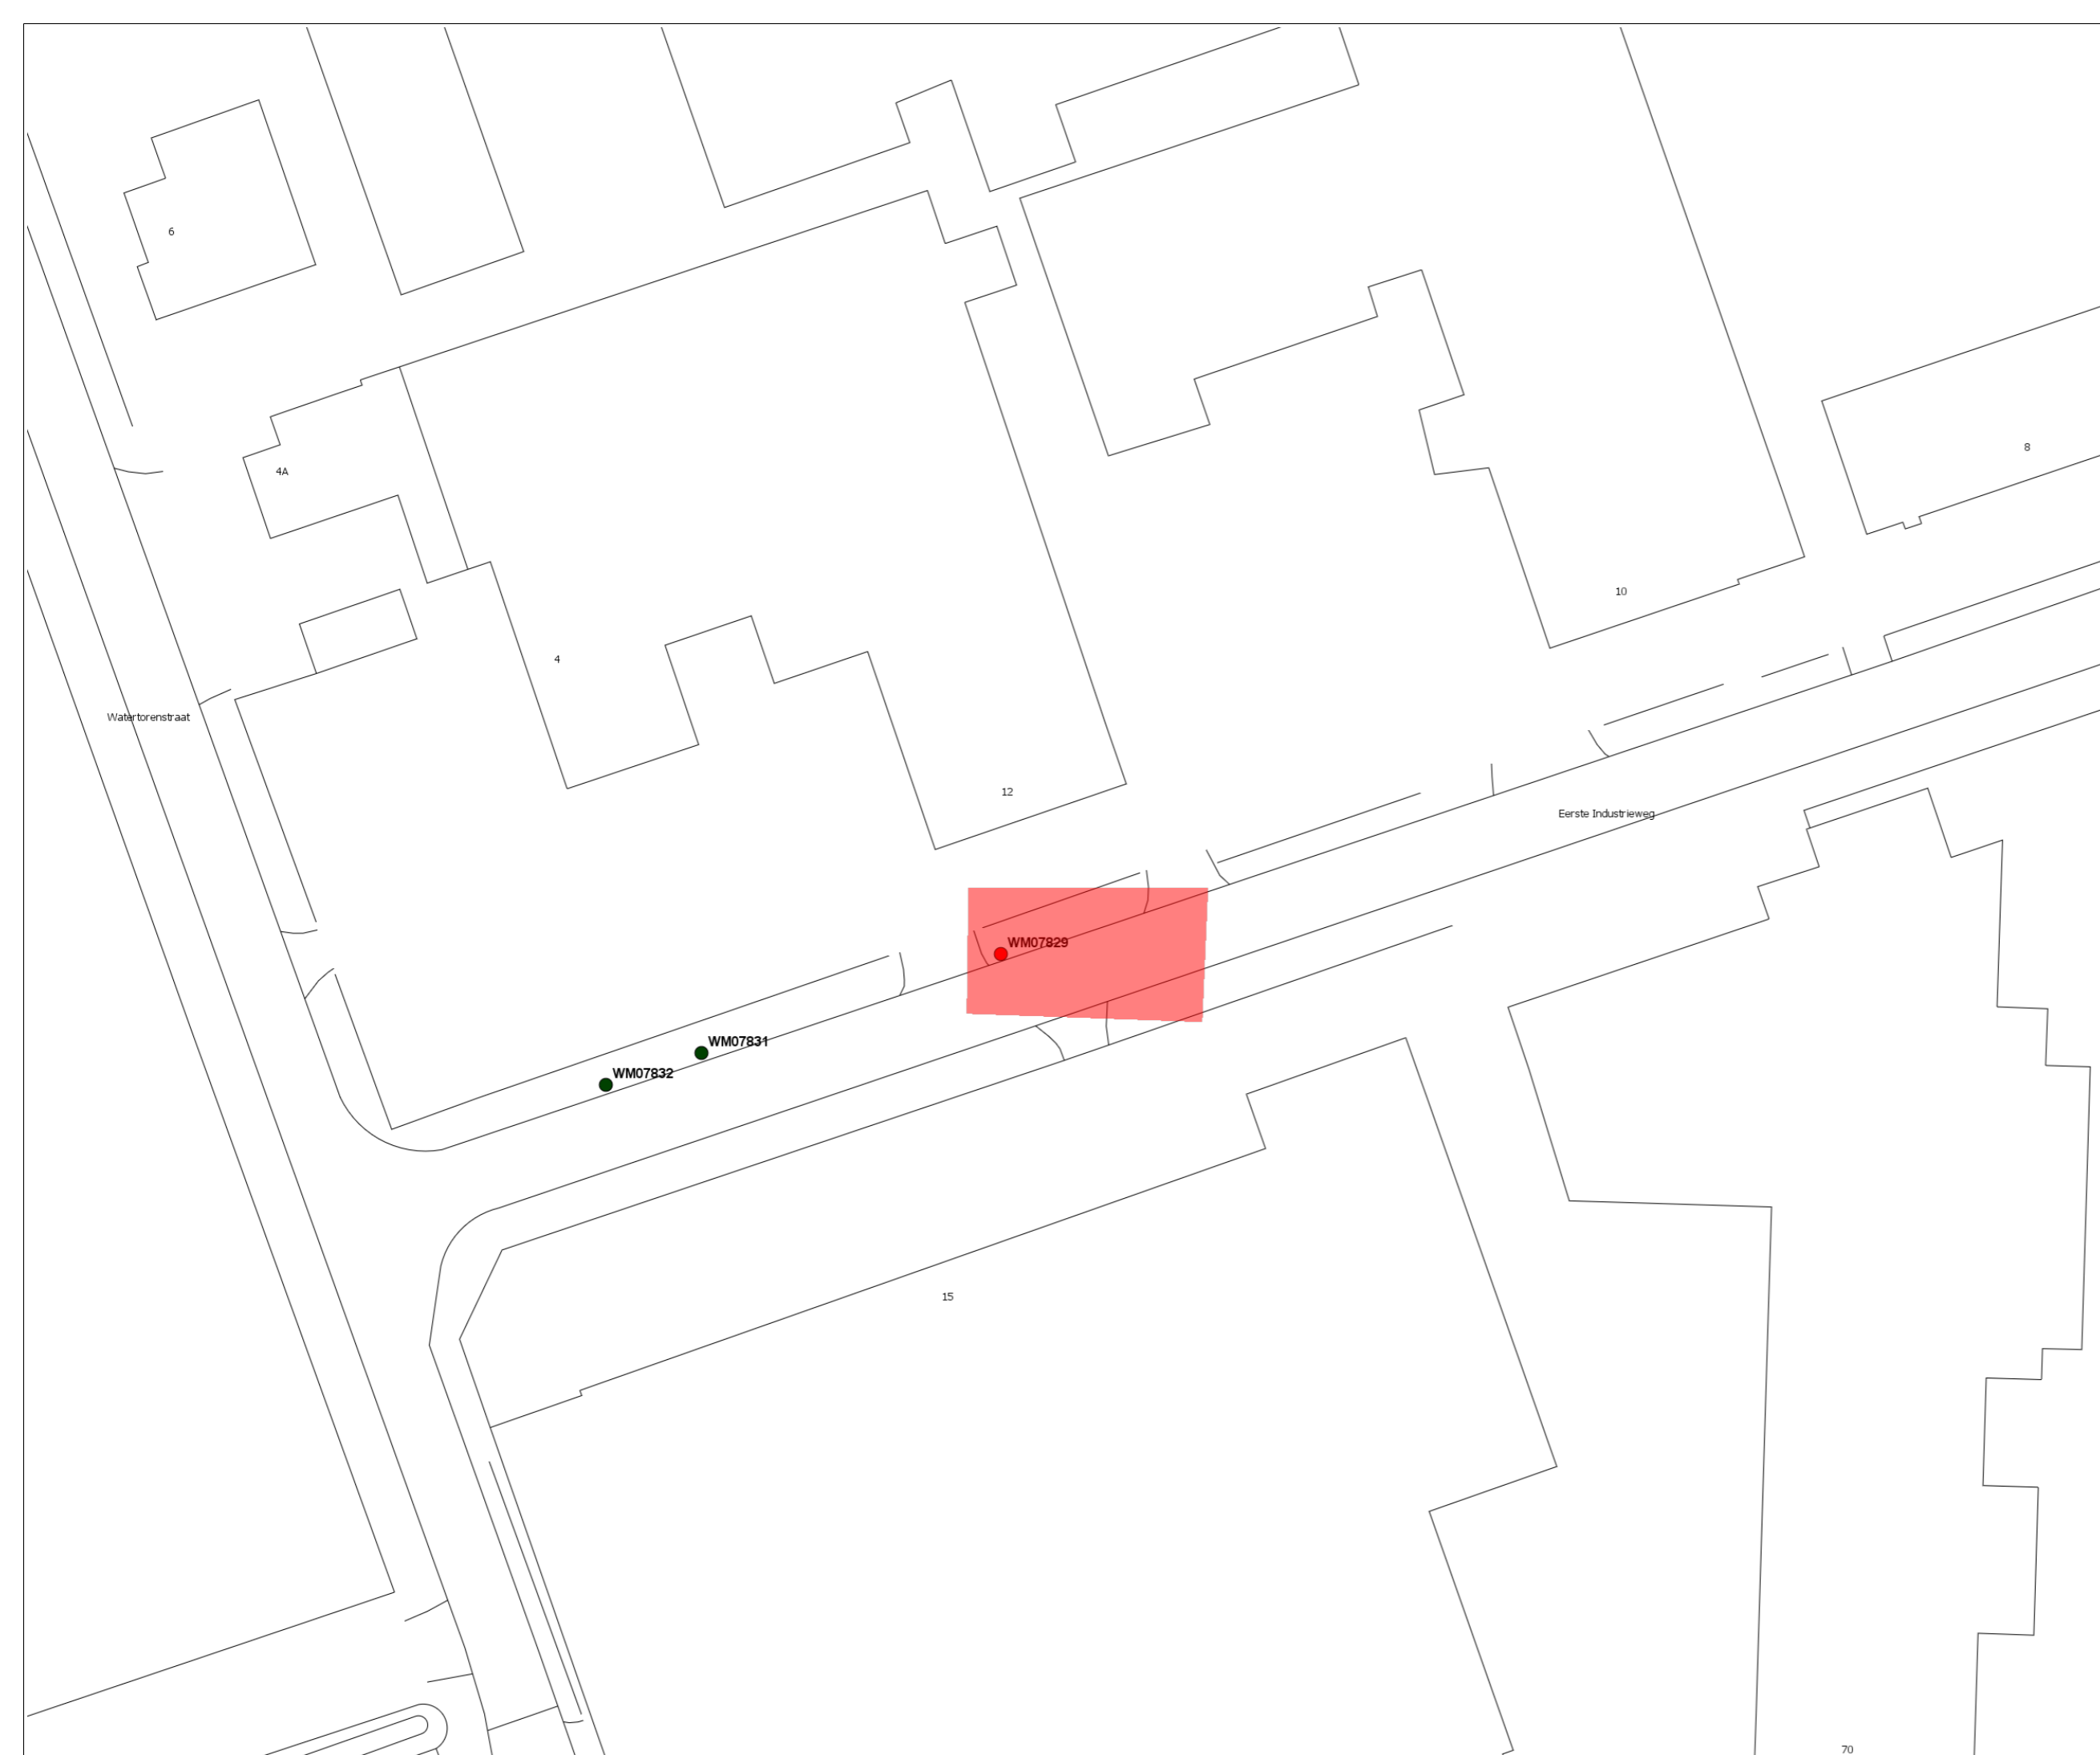 6
8
4A
10
4
Watertorenstraat
12
Eerste Industrieweg
WM07829
WM07831
WM07832
15
70